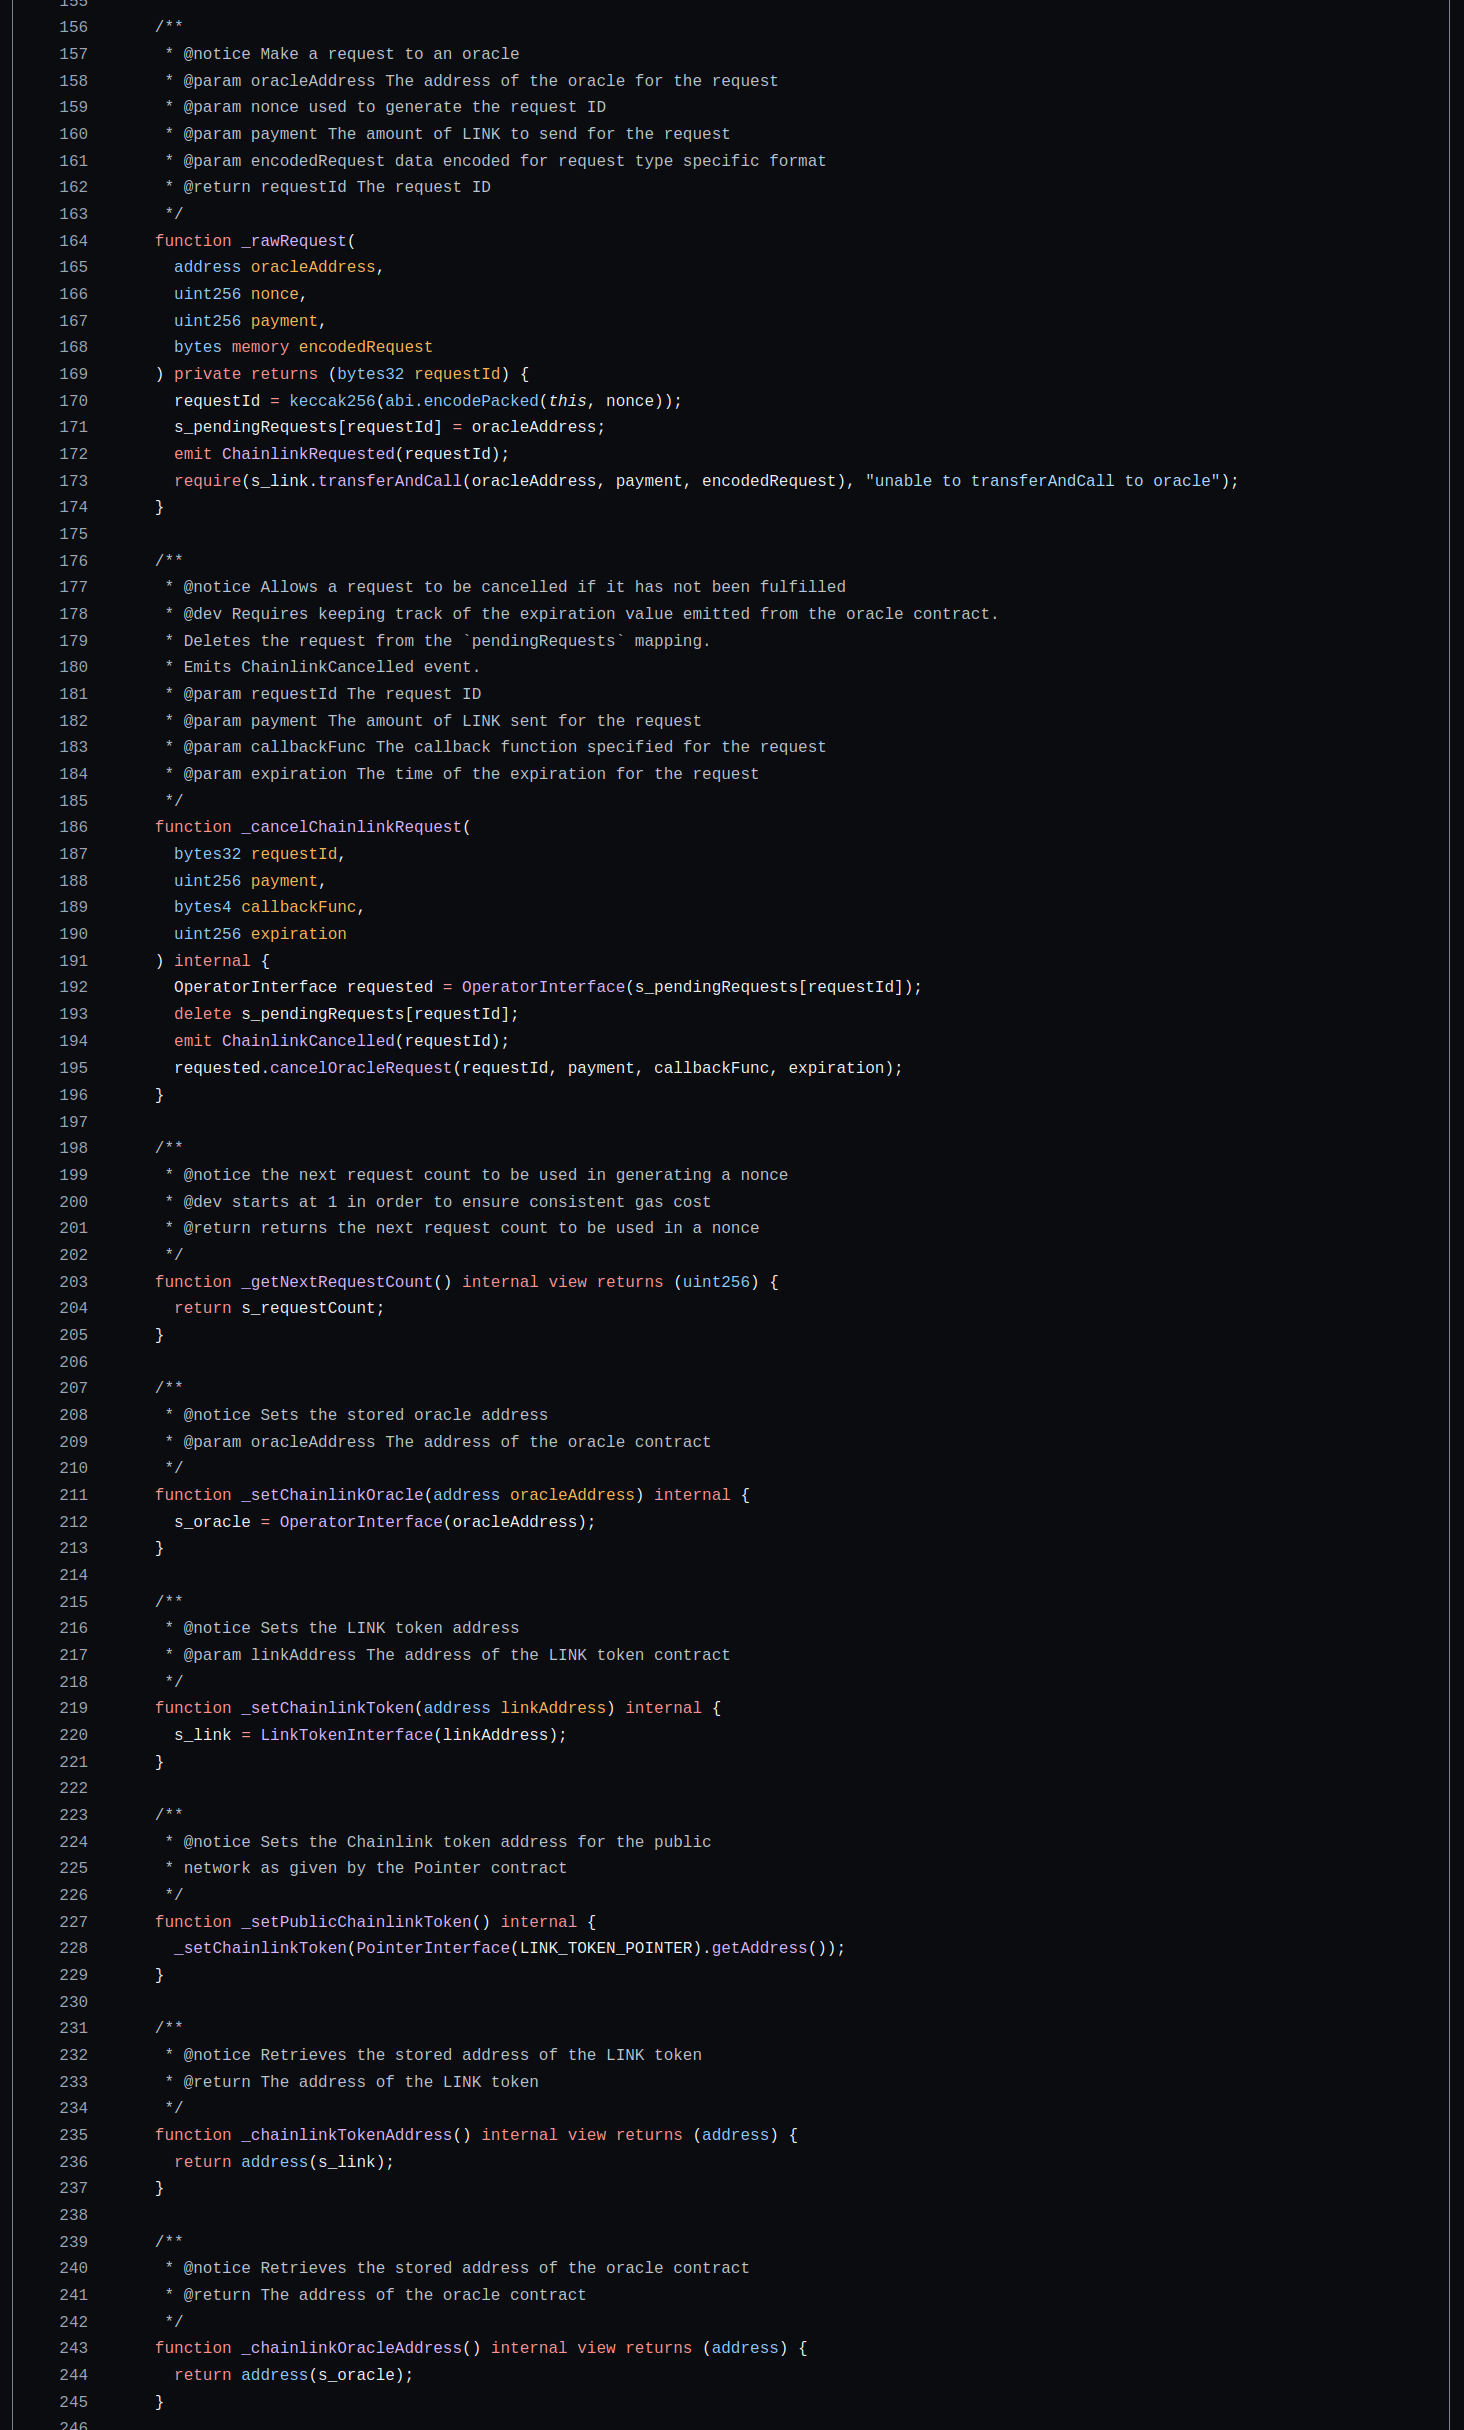 155
156 /**
157 * @notice Make a request to an oracle
158 * @param oracleAddress The address of the oracle for the request
159 * @param nonce used to generate the request ID
160 * @param payment The amount of LINK to send for the request
161 * @param encodedRequest data encoded for request type specific format
162 * @return requestId The request ID
163 */
164 function _rawRequest(
165 address oracleAddress,
166 uint256 nonce,
167 uint256 payment,
168 bytes memory encodedRequest
169 ) private returns (bytes32 requestId) {
170 requestId = keccak256(abi.encodePacked(this, nonce));
171 s_pendingRequests[requestId] = oracleAddress;
172 emit ChainlinkRequested(requestId);
173 require(s_link.transferAndCall(oracleAddress, payment, encodedRequest), "unable to transferAndCall to oracle");
174 }
175
176 /**
177 * @notice Allows a request to be cancelled if it has not been fulfilled
178 * @dev Requires keeping track of the expiration value emitted from the oracle contract.
179 * Deletes the request from the `pendingRequests` mapping.
180 * Emits ChainlinkCancelled event.
181 * @param requestId The request ID
182 * @param payment The amount of LINK sent for the request
183 * @param callbackFunc The callback function specified for the request
184 * @param expiration The time of the expiration for the request
185 */
186 function _cancelChainlinkRequest(
187 bytes32 requestId,
188 uint256 payment,
189 bytes4 callbackFunc,
190 uint256 expiration
191 ) internal {
192 OperatorInterface requested = OperatorInterface(s_pendingRequests[requestId]);
193 delete s_pendingRequests[requestId];
194 emit ChainlinkCancelled(requestId);
195 requested.cancelOracleRequest(requestId, payment, callbackFunc, expiration);
196 }
197
198 /**
199 * @notice the next request count to be used in generating a nonce
200 * @dev starts at 1 in order to ensure consistent gas cost
201 * @return returns the next request count to be used in a nonce
202 */
203 function _getNextRequestCount() internal view returns (uint256) {
204 return s_requestCount;
205 }
206
207 /**
208 * @notice Sets the stored oracle address
209 * @param oracleAddress The address of the oracle contract
210 */
211 function _setChainlinkOracle(address oracleAddress) internal {
212 s_oracle = OperatorInterface(oracleAddress);
213 }
214
215 /**
216 * @notice Sets the LINK token address
217 * @param linkAddress The address of the LINK token contract
218 */
219 function _setChainlinkToken(address linkAddress) internal {
220 s_link = LinkTokenInterface(linkAddress);
221 }
222
223 /**
224 * @notice Sets the Chainlink token address for the public
225 * network as given by the Pointer contract
226 */
227 function _setPublicChainlinkToken() internal {
228 _setChainlinkToken(PointerInterface(LINK_TOKEN_POINTER).getAddress());
229 }
230
231 /**
232 * @notice Retrieves the stored address of the LINK token
233 * @return The address of the LINK token
234 */
235 function _chainlinkTokenAddress() internal view returns (address) {
236 return address(s_link);
237 }
238
239 /**
240 * @notice Retrieves the stored address of the oracle contract
241 * @return The address of the oracle contract
242 */
243 function _chainlinkOracleAddress() internal view returns (address) {
244 return address(s_oracle);
245 }
246